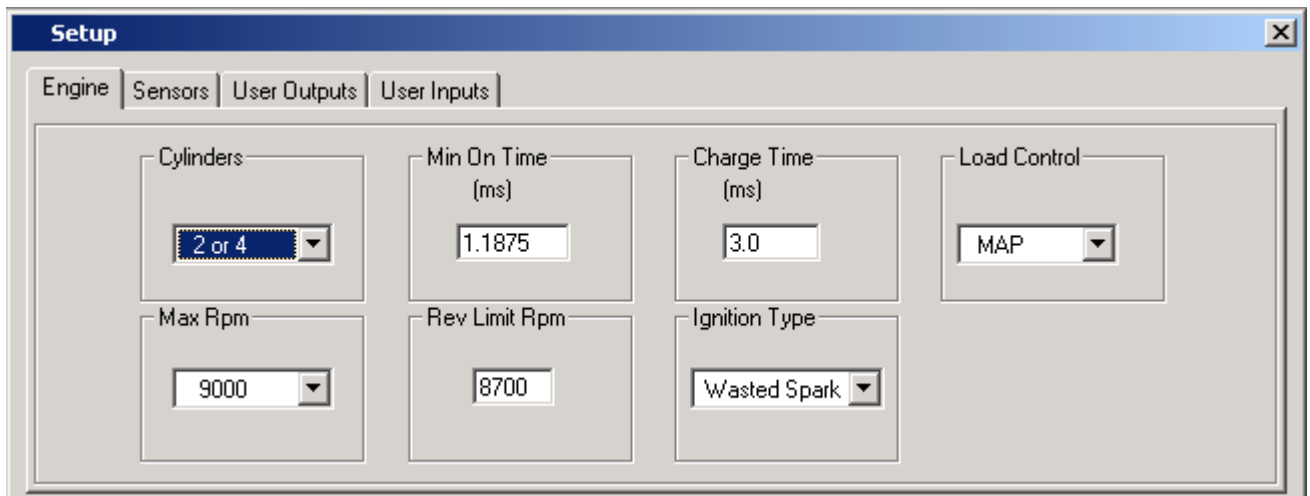 Setup
Engine Sensors User Outputs User Inputs
Cylinders Min On Time Charge Time Load Control
(ms) (ms)
2 or 4 1.1875 3.0 MAP
Max Rpm Rev Limit Rpm Ignition Type
9000 8700 Wasted Spark